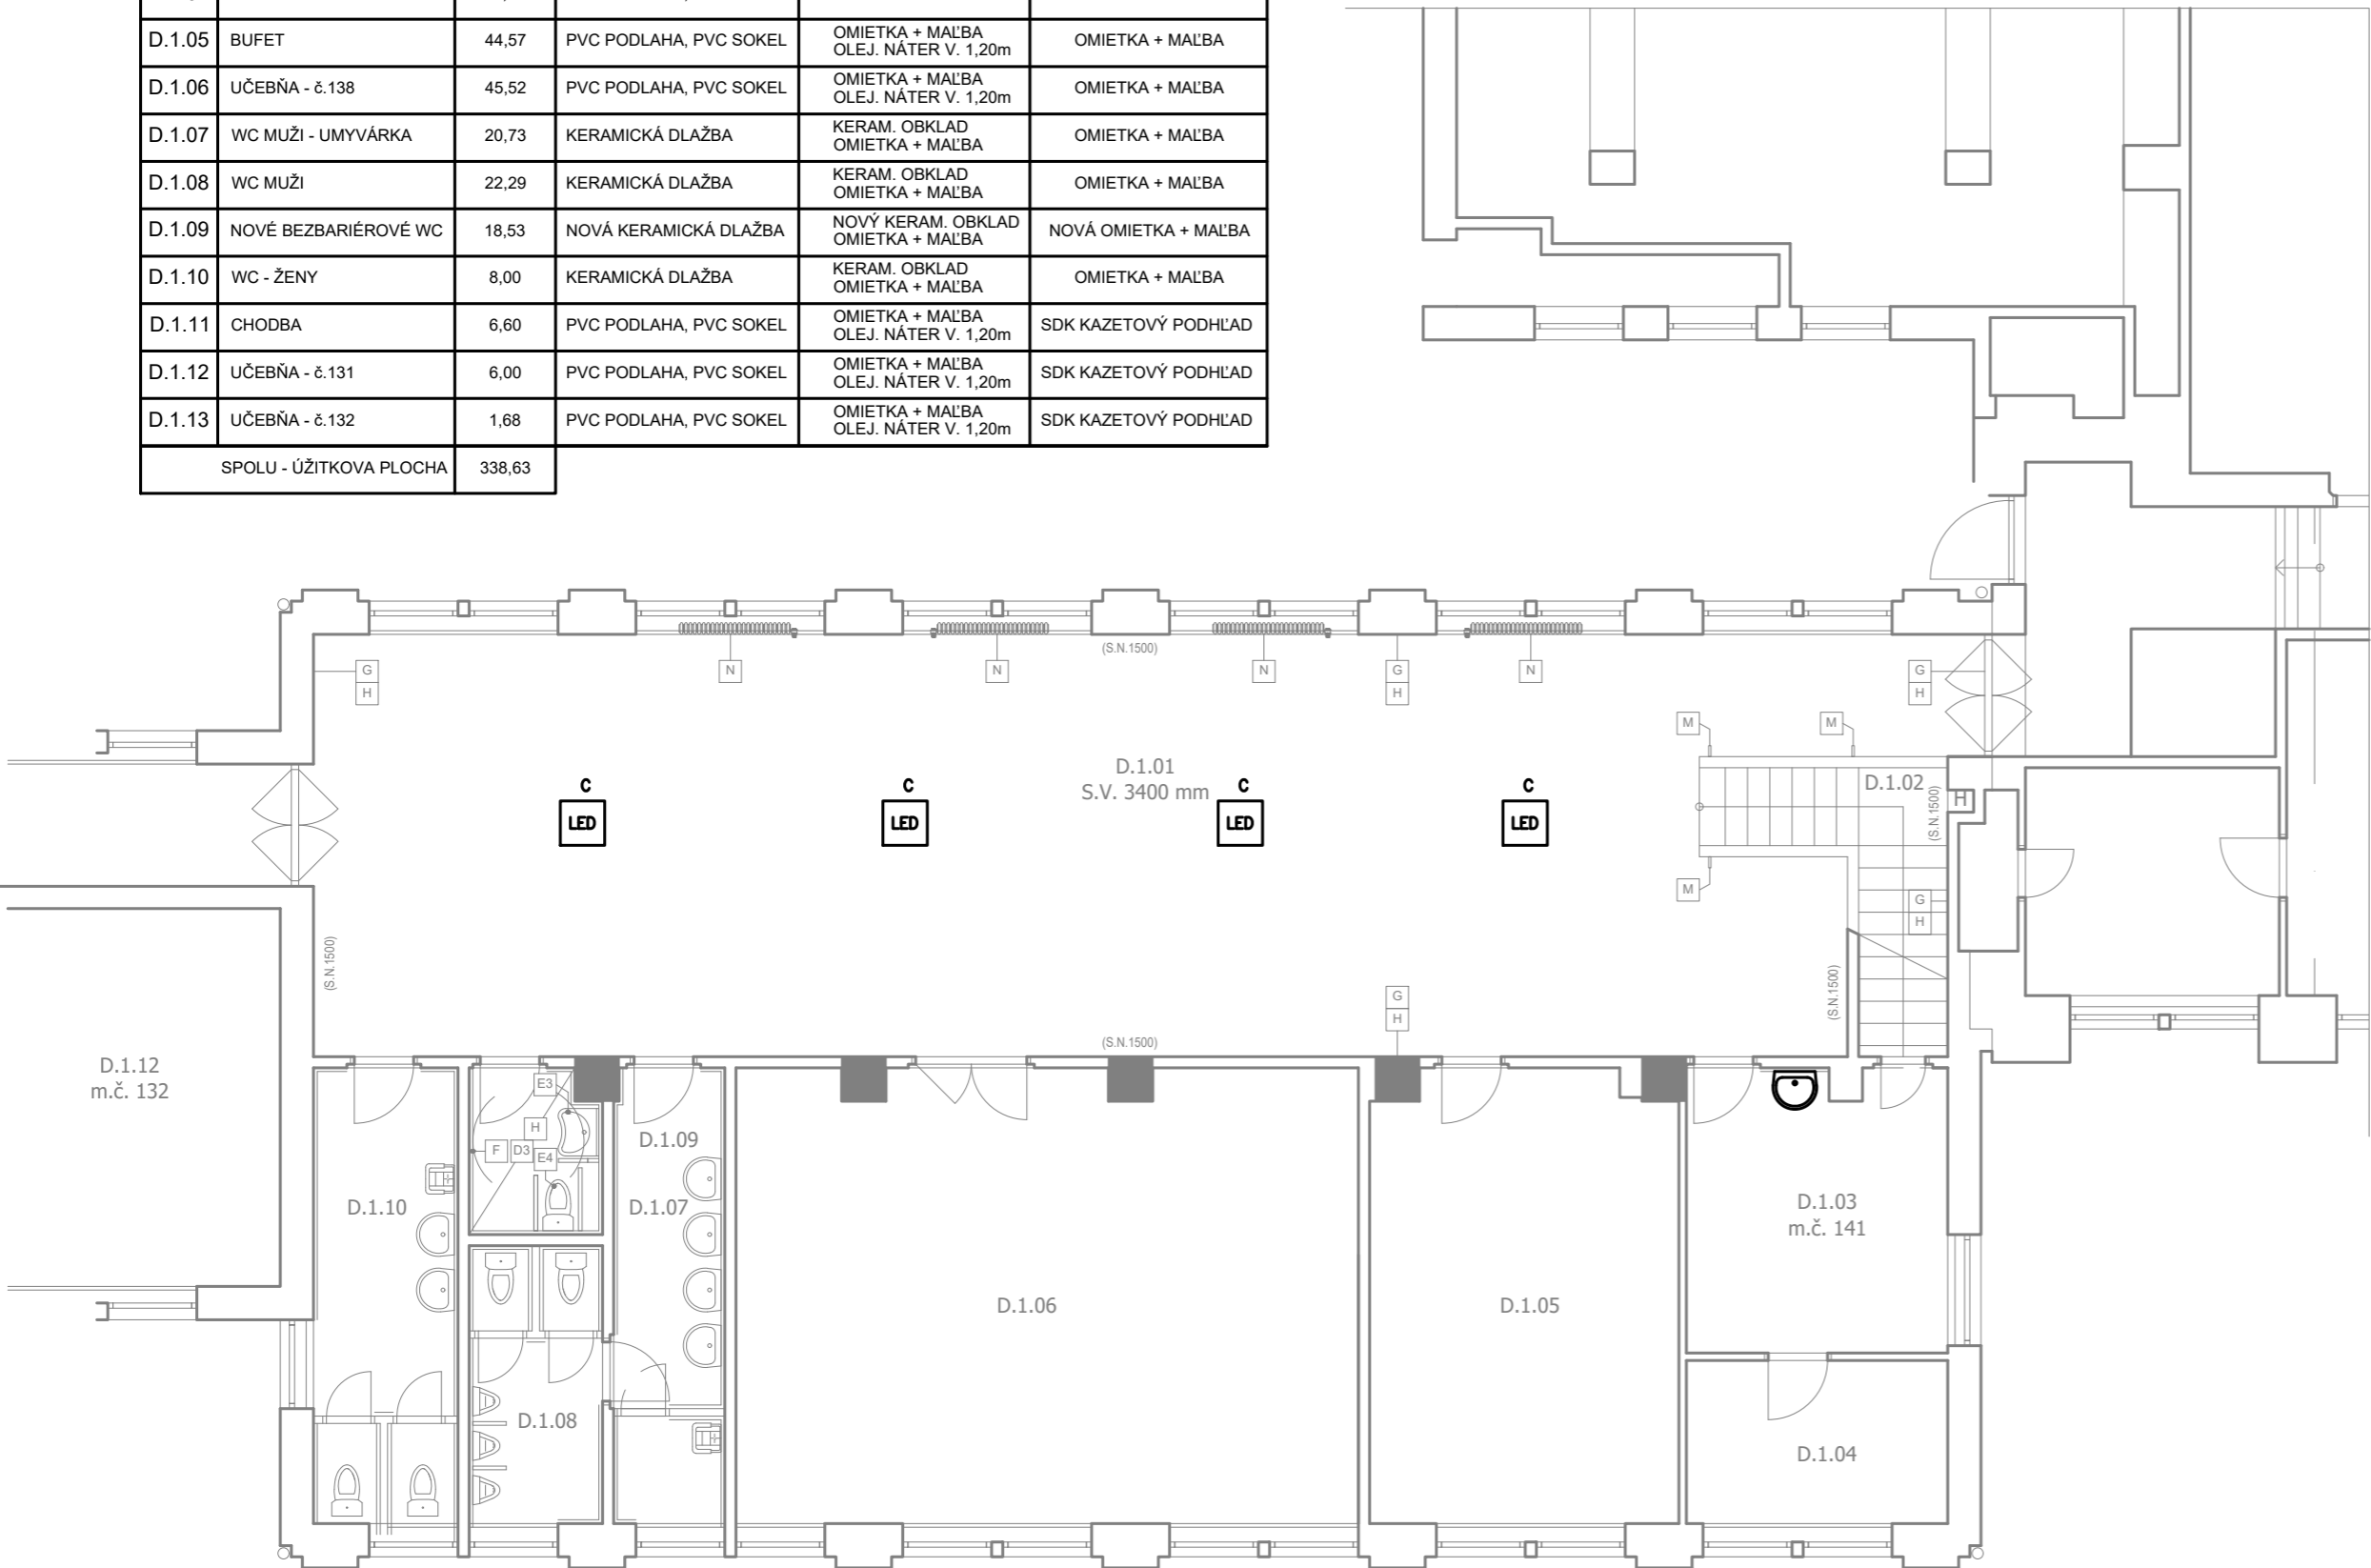 D.1.05 BUFET 44,57 PVC PODLAHA, PVC SOKEL OMIETKA + MAĽBA OMIETKA + MAĽBA
OLEJ. NÁTER V. 1,20m
D.1.06 UČEBŇA - č.138 45,52 PVC PODLAHA, PVC SOKEL OMIETKA + MAĽBA OMIETKA + MAĽBA
OLEJ. NÁTER V. 1,20m
D.1.07 WC MUŽI - UMYVÁRKA 20,73 KERAMICKÁ DLAŽBA KERAM. OBKLAD OMIETKA + MAĽBA
OMIETKA + MAĽBA
D.1.08 WC MUŽI 22,29 KERAMICKÁ DLAŽBA KERAM. OBKLAD OMIETKA + MAĽBA
OMIETKA + MAĽBA
D.1.09 NOVÉ BEZBARIÉROVÉ WC 18,53 NOVÁ KERAMICKÁ DLAŽBA NOVÝ KERAM. OBKLAD NOVÁ OMIETKA + MAĽBA
OMIETKA + MAĽBA
D.1.10 WC - ŽENY 8,00 KERAMICKÁ DLAŽBA KERAM. OBKLAD OMIETKA + MAĽBA
OMIETKA + MAĽBA
D.1.11 CHODBA 6,60 PVC PODLAHA, PVC SOKEL OMIETKA + MAĽBA SDK KAZETOVÝ PODHĽAD
OLEJ. NÁTER V. 1,20m
D.1.12 UČEBŇA - č.131 6,00 PVC PODLAHA, PVC SOKEL OMIETKA + MAĽBA SDK KAZETOVÝ PODHĽAD
OLEJ. NÁTER V. 1,20m
D.1.13 UČEBŇA - č.132 1,68 PVC PODLAHA, PVC SOKEL OMIETKA + MAĽBA SDK KAZETOVÝ PODHĽAD
OLEJ. NÁTER V. 1,20m
SPOLU - ÚŽITKOVA PLOCHA 338,63
(S.N.1500)
G N N N G N G
H H H
M M
D.1.01
S.V. 3400 mm
D.1.02
C C C C
LED LED LED LED
H
(S.N.1500)
M
G
H
(S.N.1500)
(S.N.1500)
G
H
(S.N.1500)
D.1.12
m.č. 132
E3
H
F D3 E4
D.1.09
D.1.10
D.1.07
D.1.03
m.č. 141
D.1.06
D.1.05
D.1.08
D.1.04